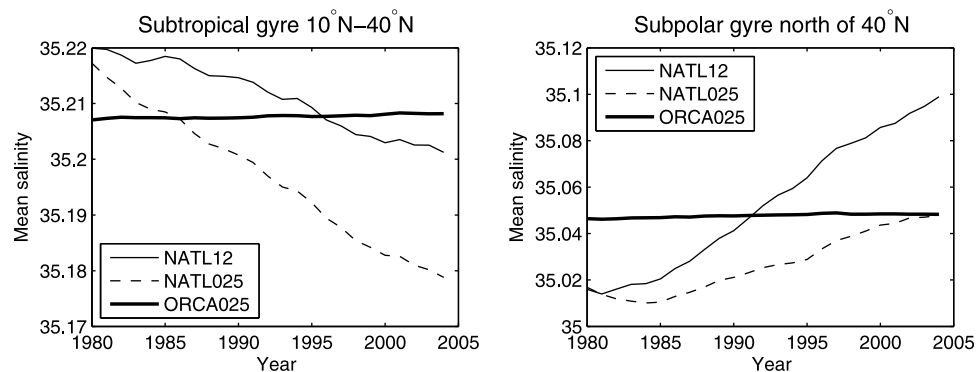 Subtropical gyre 10°N−40°N
Mean salinity
35.22
35.21
35.2
35.19
35.18
35.17
NATL12
NATL025
ORCA025
1980
1985
1990
1995
2000
2005
Year
Subpolar gyre north of 40°N
Mean salinity
35.12
35.1
35.08
35.06
35.04
35.02
35
NATL12
NATL025
ORCA025
1980
1985
1990
1995
2000
2005
Year